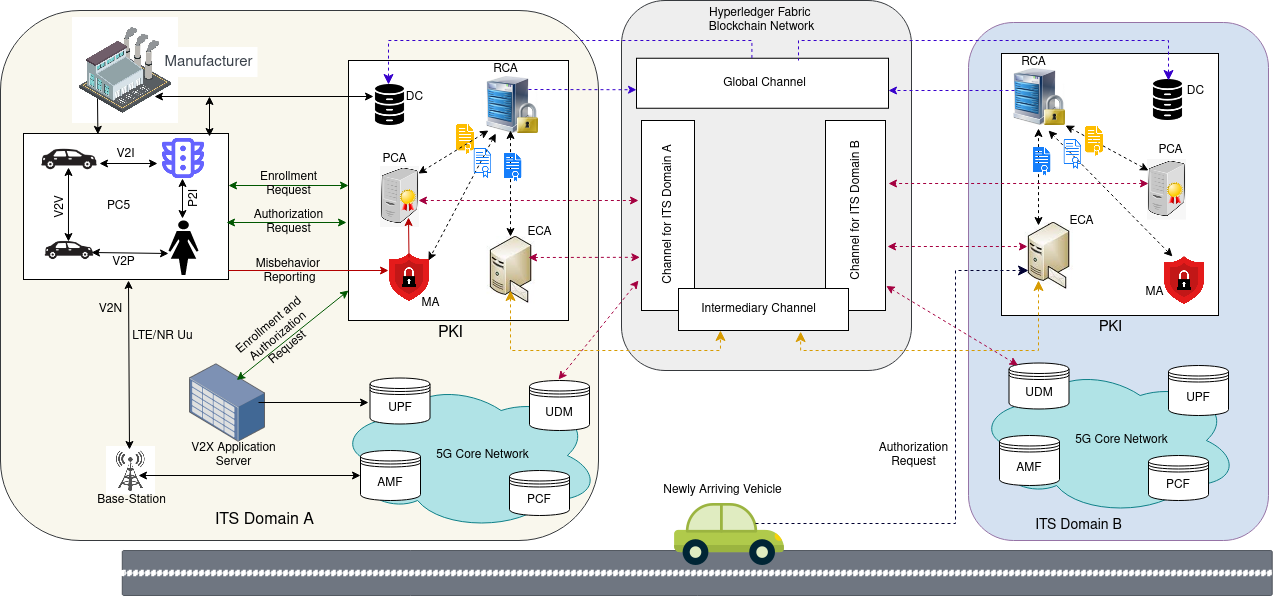 Manufacturer
V2I
V2V
PC5
P2I
V2P
Enrollment
Request
Authorization
Request
Misbehavior
Reporting
RCA
DC
PCA
ECA
MA
PKI
V2N
LTE/NR Uu
Enrollment and
Authorization
Request
V2X Application
Server
Base-Station
UPF
UDM
5G Core Network
AMF
PCF
ITS Domain A
Hyperledger Fabric
Blockchain Network
Global Channel
Channel for ITS Domain A
Channel for ITS Domain B
Intermediary Channel
RCA
DC
PCA
ECA
MA
PKI
UDM
UPF
5G Core Network
AMF
PCF
ITS Domain B
Authorization
Request
Newly Arriving Vehicle